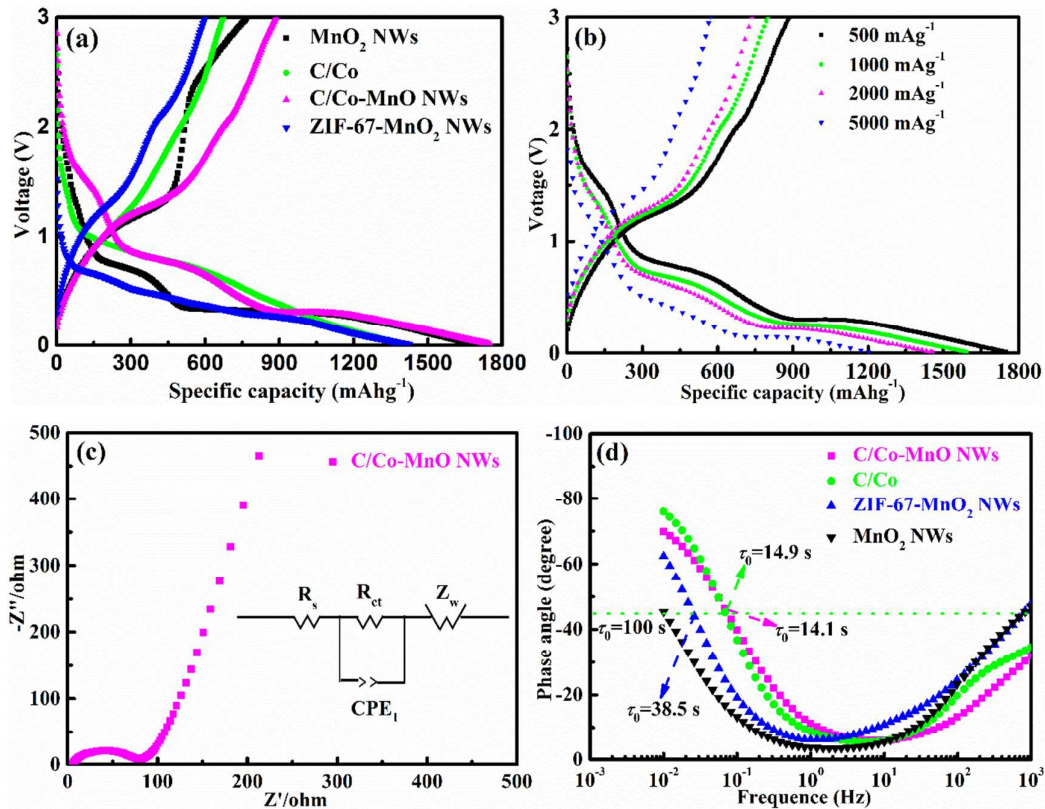 (a)
MnO₂ NWs
C/Co
C/Co-MnO NWs
ZIF-67-MnO₂ NWs
Voltage (V)
3
2
1
0
0 300 600 900 1200 1500 1800
Specific capacity (mAhg⁻¹)
(b)
500 mAg⁻¹
1000 mAg⁻¹
2000 mAg⁻¹
5000 mAg⁻¹
Votage (V)
3
2
1
0
0 300 600 900 1200 1500 1800
Specific capacity (mAhg⁻¹)
(c)
C/Co-MnO NWs
-Z''/ohm
500
400
300
200
100
0
Rs Rct Zw
CPE1
0 100 200 300 400 500
Z'/ohm
(d)
C/Co-MnO NWs
C/Co
ZIF-67-MnO₂ NWs
MnO₂ NWs
Phase angle (degree)
-100
-80
-60
-40
-20
0
τ₀=14.9 s
τ₀=100 s
τ₀=14.1 s
τ₀=38.5 s
10⁻³ 10⁻² 10⁻¹ 10⁰ 10¹ 10² 10³
Frequence (Hz)